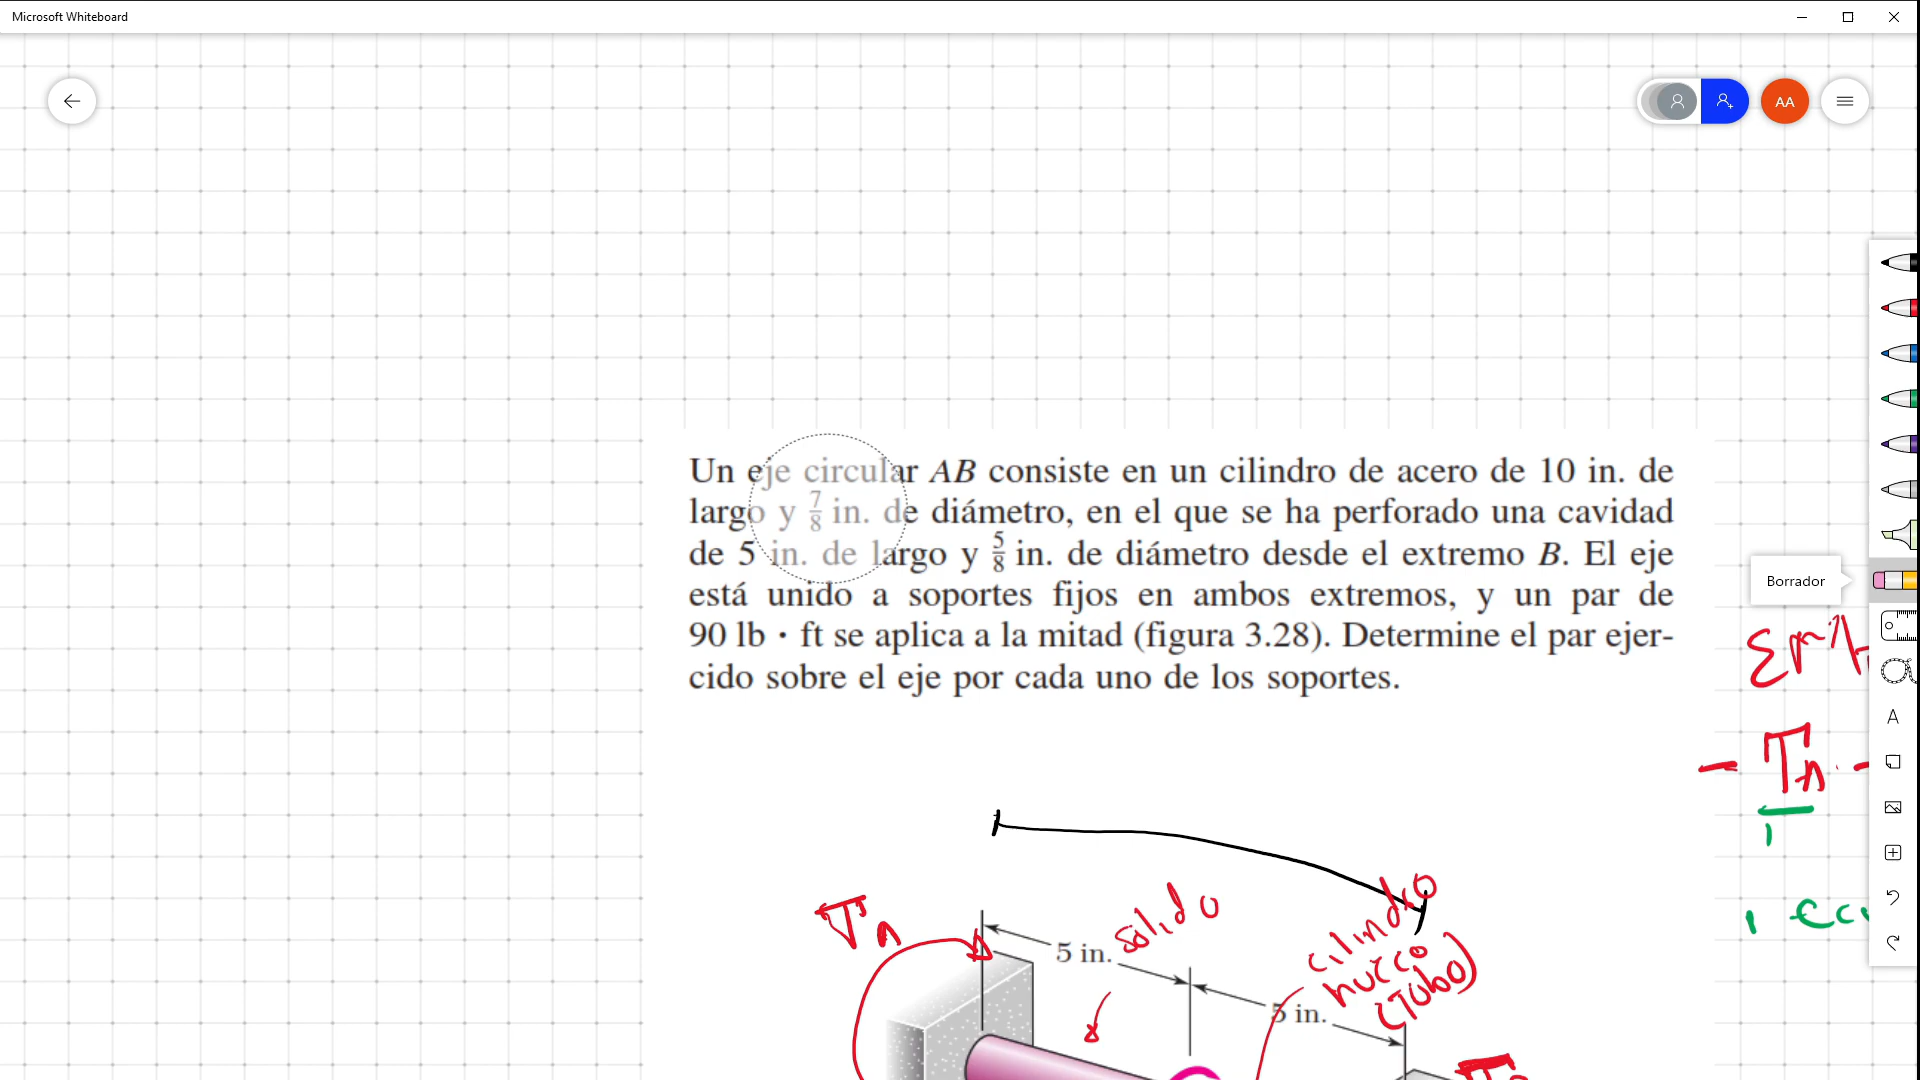 Microsoft Whiteboard
AA
Un eje circular AB consiste en un cilindro de acero de 10 in. de
largo y 7/8 in. de diámetro, en el que se ha perforado una cavidad
de 5 in. de largo y 5/8 in. de diámetro desde el extremo B. El eje
está unido a soportes fijos en ambos extremos, y un par de
90 lb · ft se aplica a la mitad (figura 3.28). Determine el par ejer-
cido sobre el eje por cada uno de los soportes.
Borrador
A
- TA -
1
1 Ecu
TA
5 in.
solido
cilindro
hueco
(Tubo)
5 in.